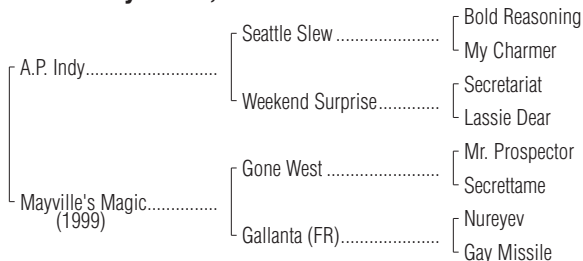 Bold Reasoning
Seattle Slew ........................
My Charmer
A.P. Indy..............................
Secretariat
Weekend Surprise..............
Lassie Dear
Mr. Prospector
Gone West .........................
Secrettame
Mayville's Magic................
(1999)
Nureyev
Gallanta (FR)......................
Gay Missile